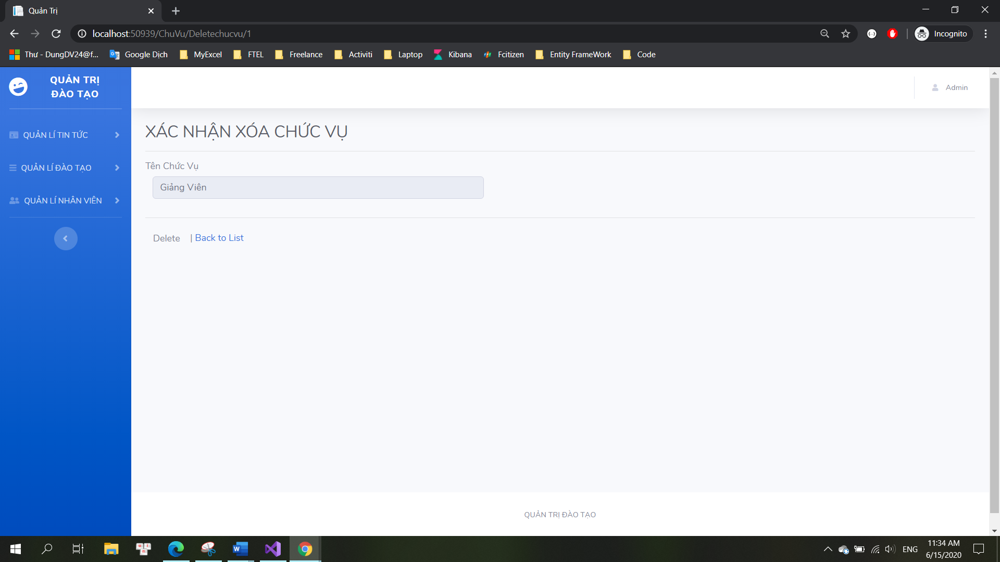 Quản Trị
localhost:50939/ChuVu/Deletechucvu/1
Incognito
Thư - DungDV24@f...
Google Dịch
MyExcel
FTEL
Freelance
Activiti
Laptop
Kibana
Fcitizen
Entity FrameWork
Code
QUẢN TRỊ
ĐÀO TẠO
Admin
QUẢN LÍ TIN TỨC
QUẢN LÍ ĐÀO TẠO
QUẢN LÍ NHÂN VIÊN
XÁC NHẬN XÓA CHỨC VỤ
Tên Chức Vụ
Giảng Viên
Delete | Back to List
QUẢN TRỊ ĐÀO TẠO
ENG
11:34 AM
6/15/2020